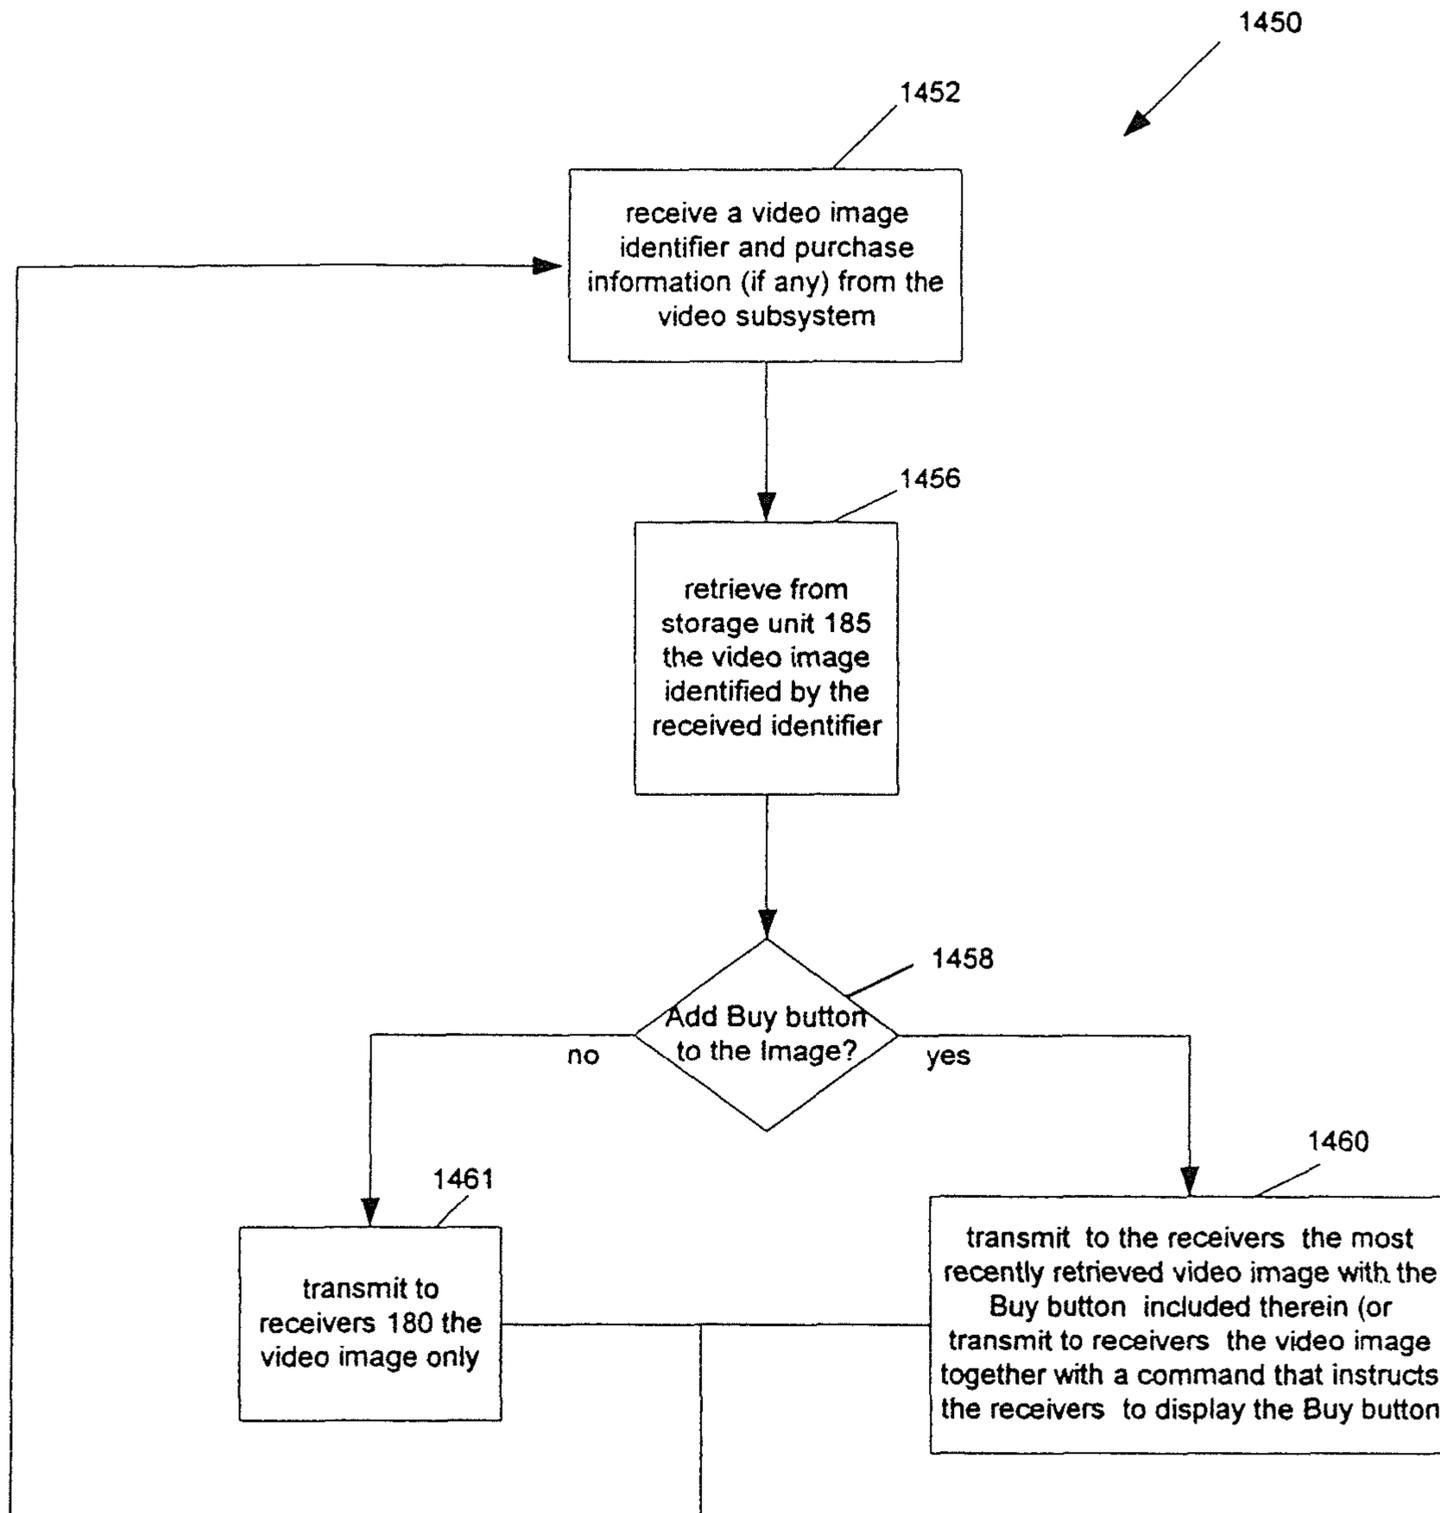 1450
1452
receive a video image
identifier and purchase
information (if any) from the
video subsystem
1456
retrieve from
storage unit 185
the video image
identified by the
received identifier
1458
Add Buy button
to the Image?
no
yes
1461
transmit to
receivers 180 the
video image only
1460
transmit to the receivers the most
recently retrieved video image with the
Buy button included therein (or
transmit to receivers the video image
together with a command that instructs
the receivers to display the Buy button